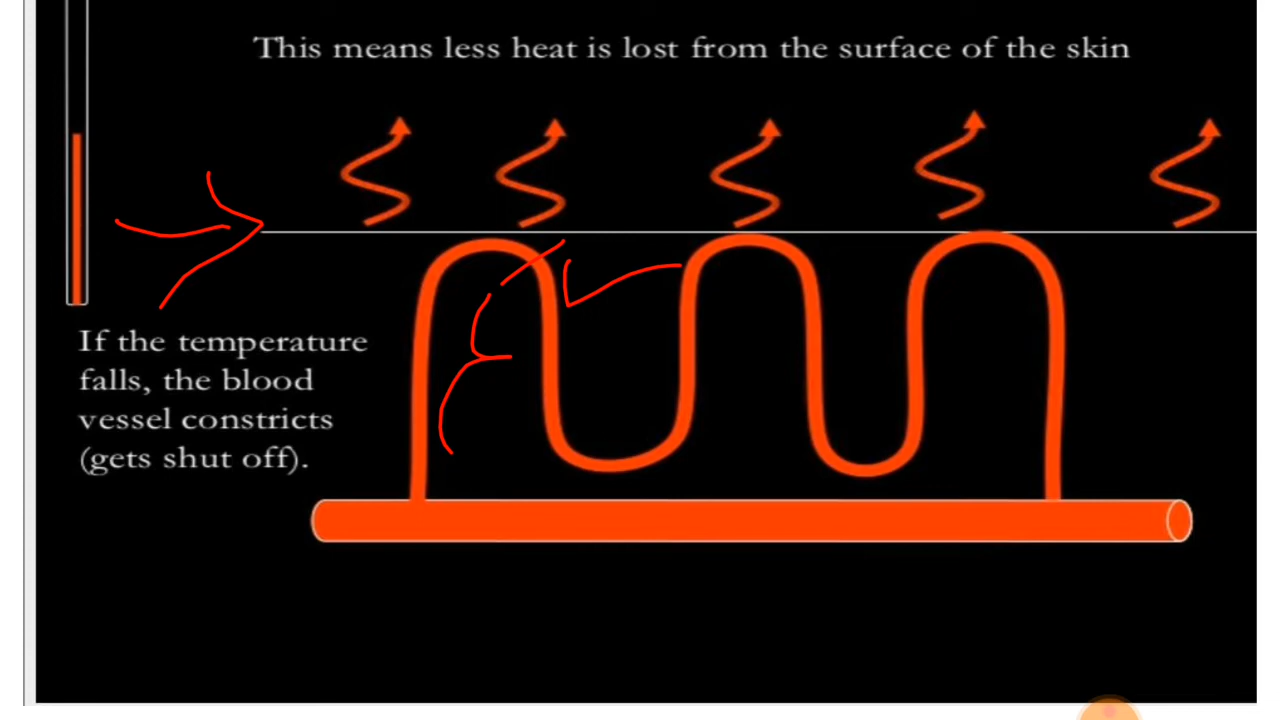 This means less heat is lost from the surface of the skin
If the temperature
falls, the blood
vessel constricts
(gets shut off).